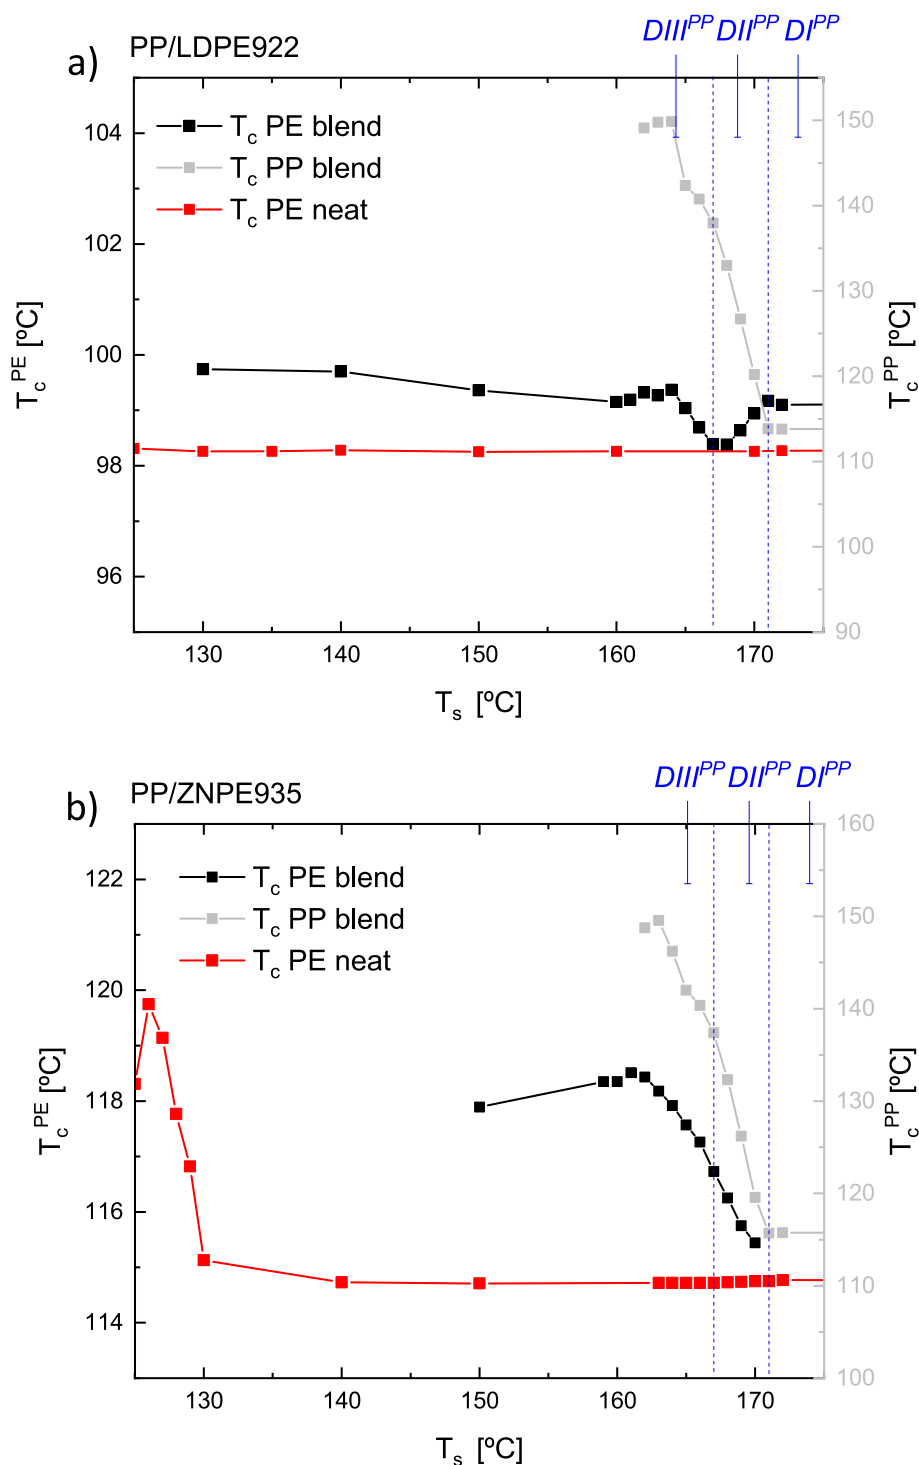 a) PP/LDPE922 DIII^PP DII^PP DI^PP
104 150
T_c PE blend
T_c PP blend
T_c PE neat
140
102
130
T_c^PE [ºC] T_c^PP [ºC]
100 120
98 110
96 100
90
130 140 150 160 170
T_s [ºC]
b) PP/ZNPE935 DIII^PP DII^PP DI^PP
160
122
T_c PE blend
T_c PP blend
T_c PE neat
150
120 140
T_c^PE [ºC] T_c^PP [ºC]
118 130
116 120
114 110
100
130 140 150 160 170
T_s [ºC]